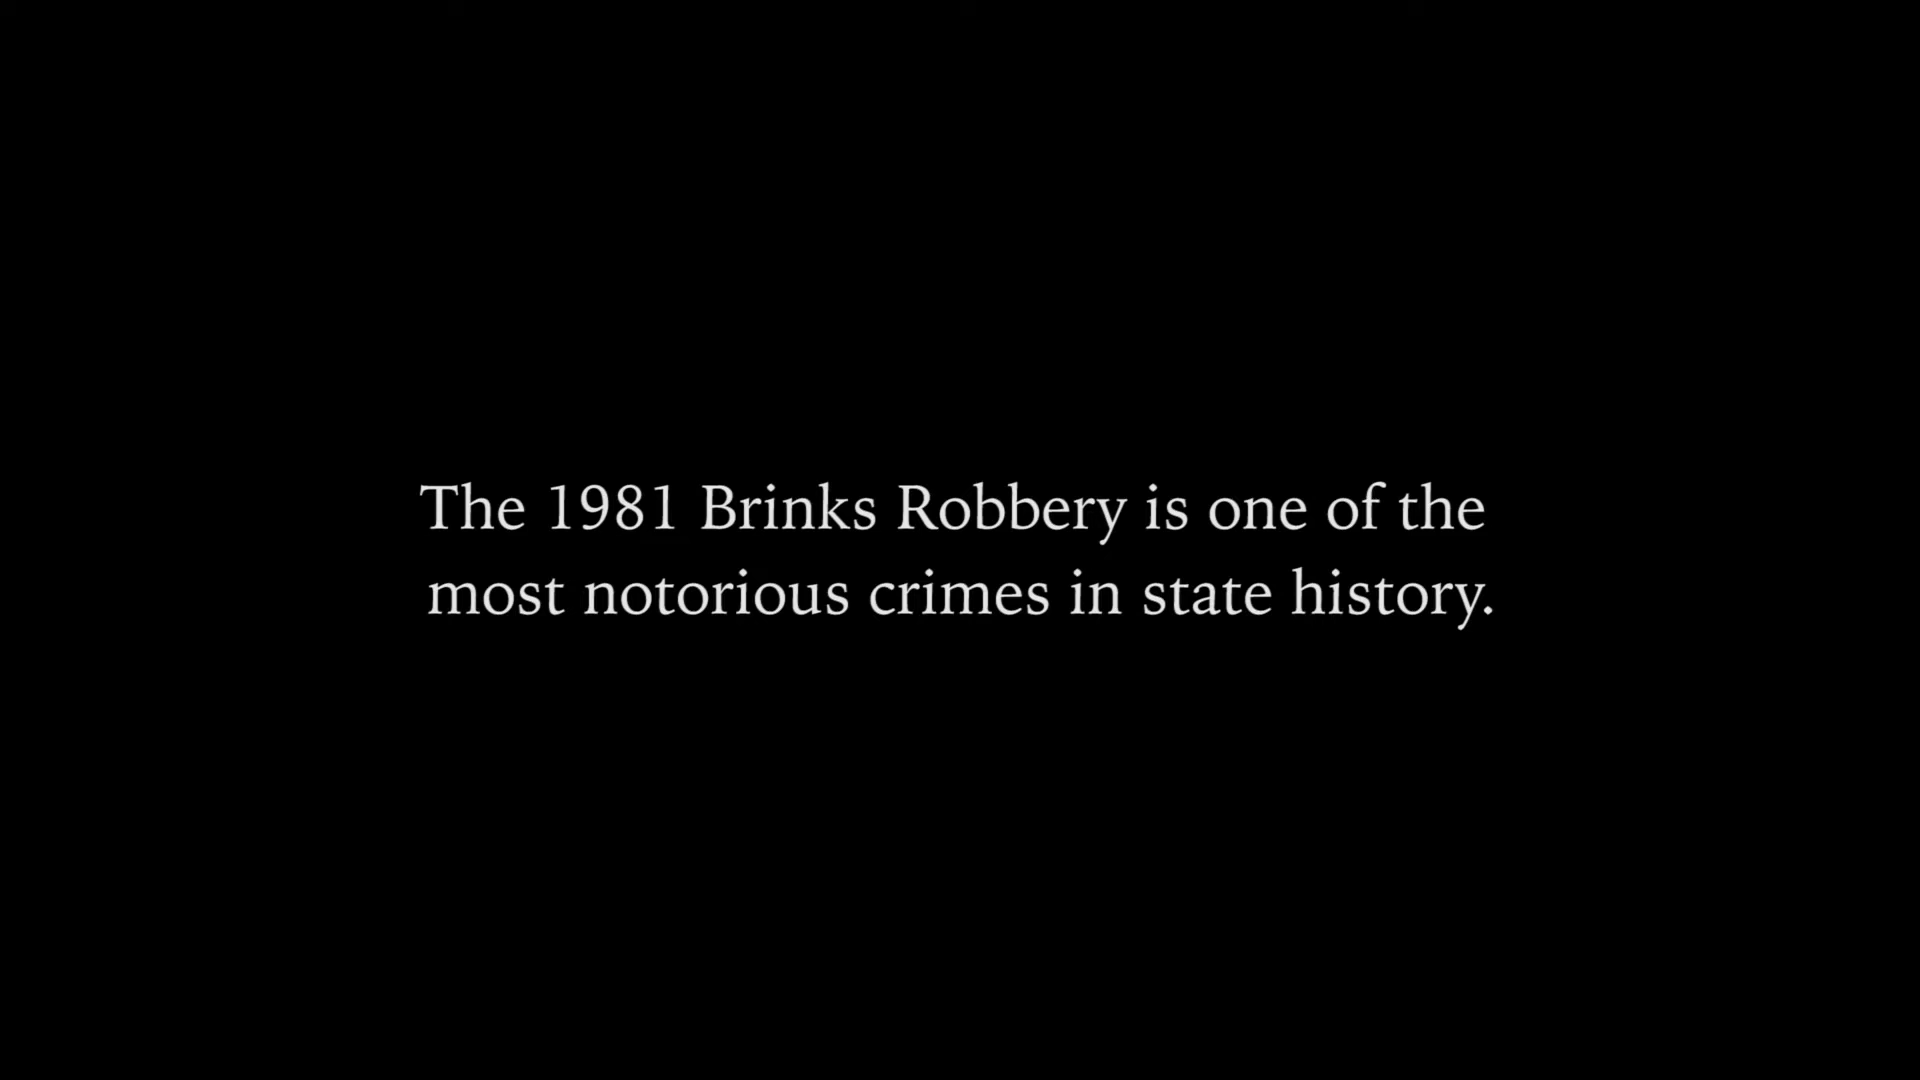 The 1981 Brinks Robbery is one of the
most notorious crimes in state history.